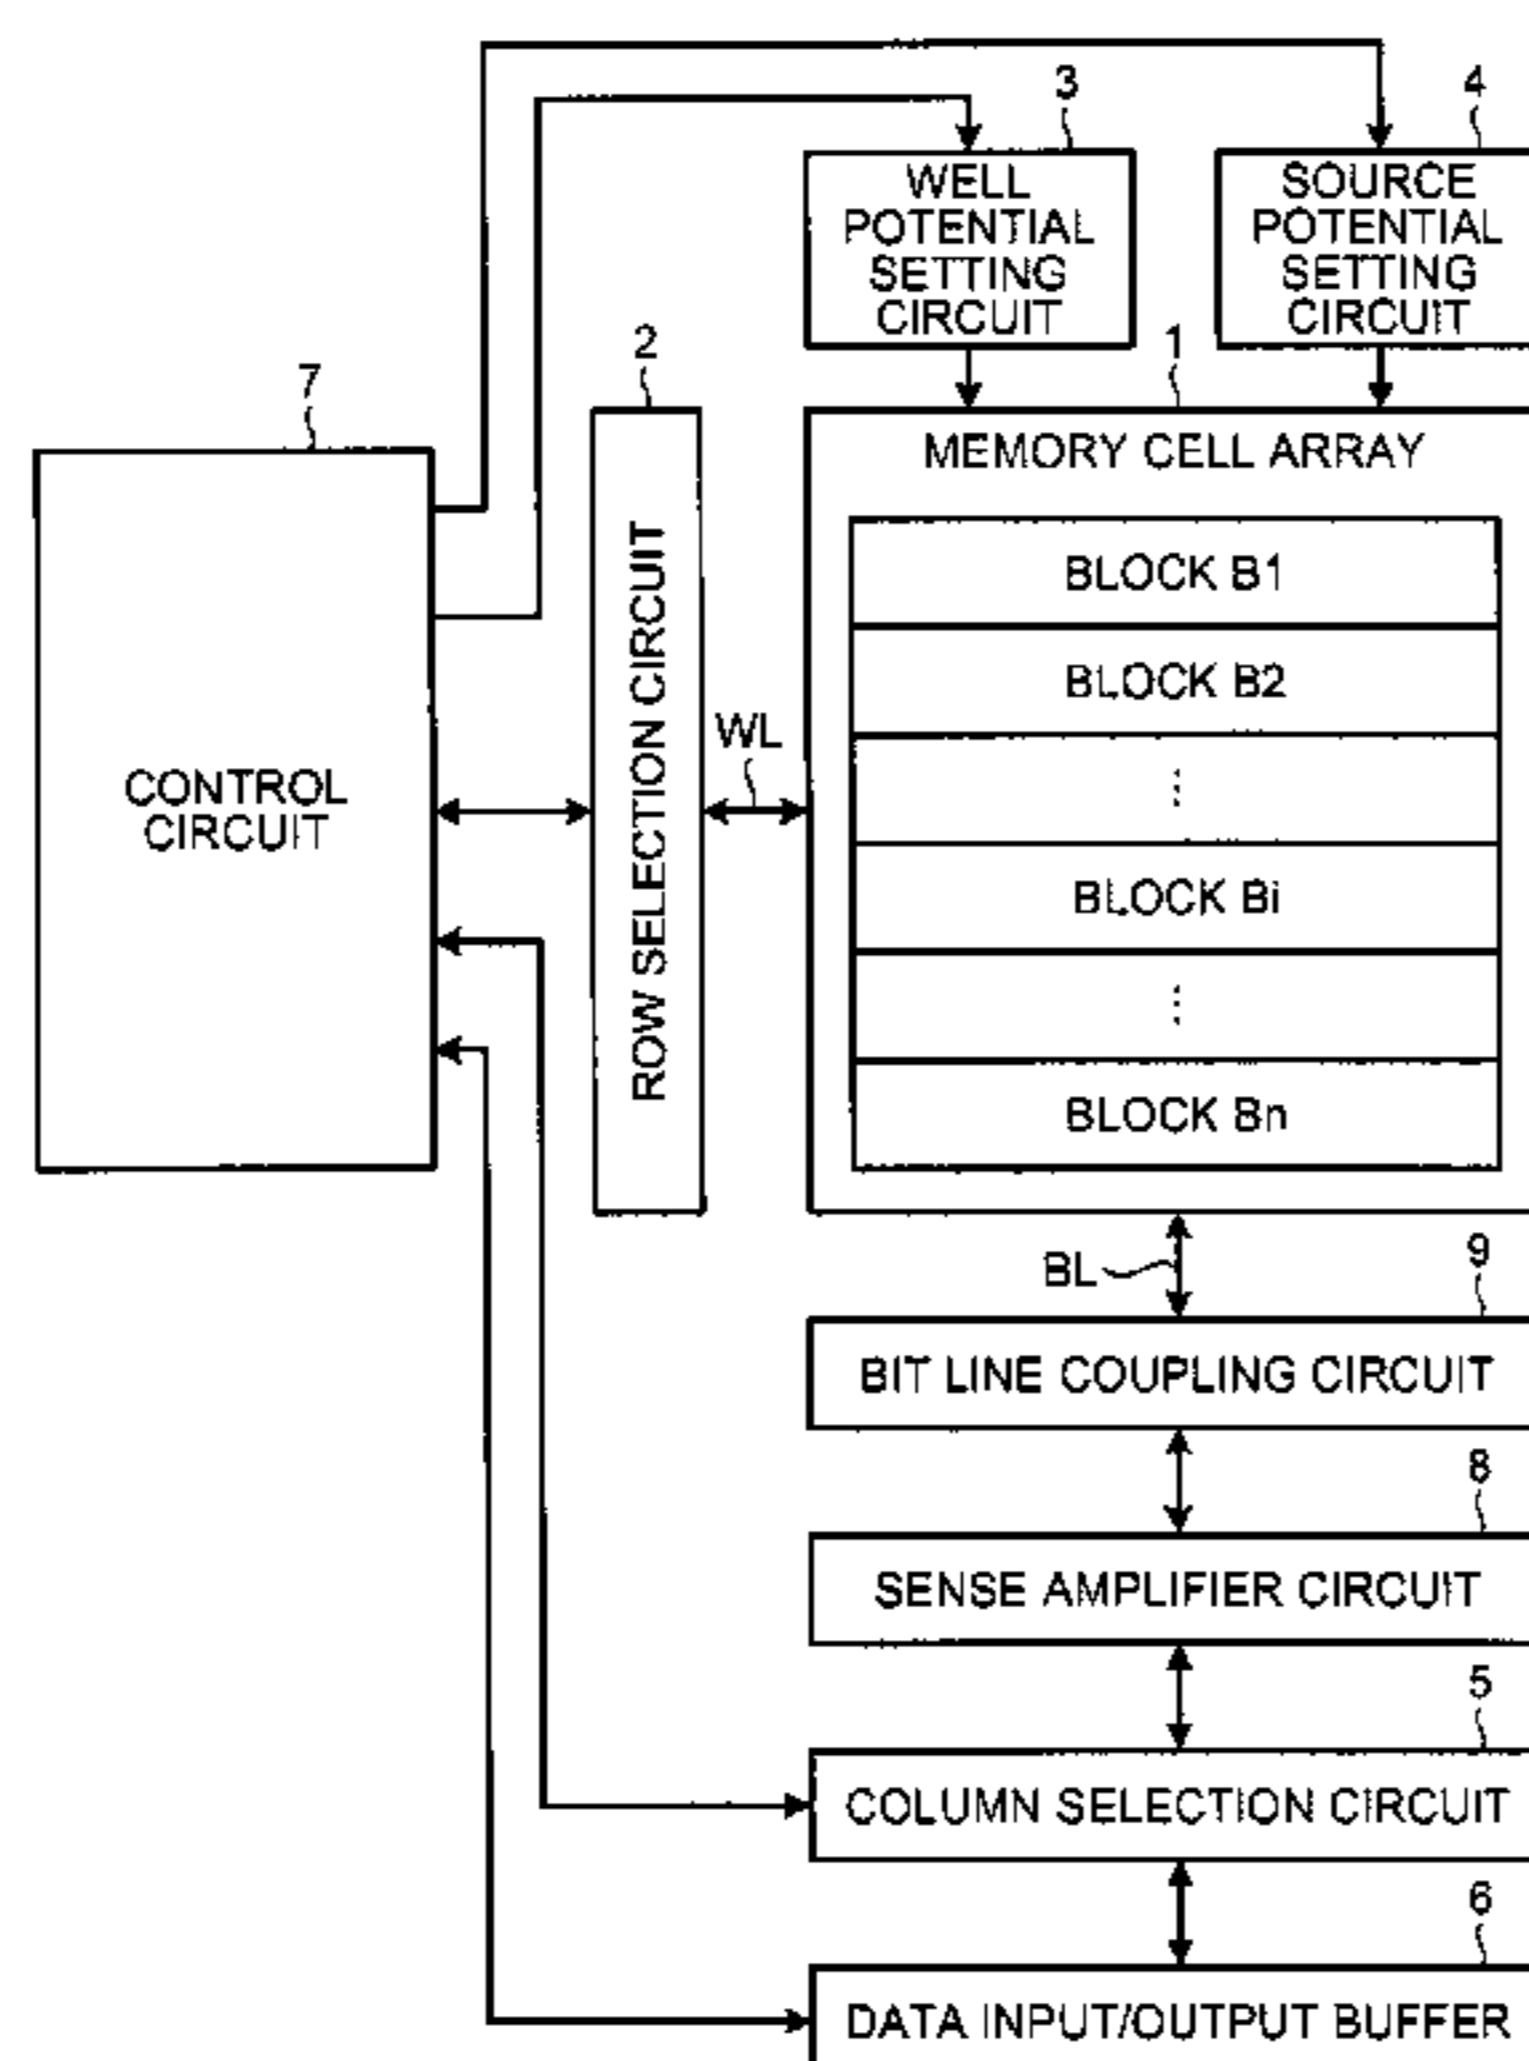 3
4
WELL
POTENTIAL
SETTING
CIRCUIT
SOURCE
POTENTIAL
SETTING
CIRCUIT
7
2
1
CONTROL
CIRCUIT
ROW SELECTION CIRCUIT
WL
MEMORY CELL ARRAY
BLOCK B1
BLOCK B2
⋮
BLOCK Bi
⋮
BLOCK Bn
BL
9
BIT LINE COUPLING CIRCUIT
8
SENSE AMPLIFIER CIRCUIT
5
COLUMN SELECTION CIRCUIT
6
DATA INPUT/OUTPUT BUFFER